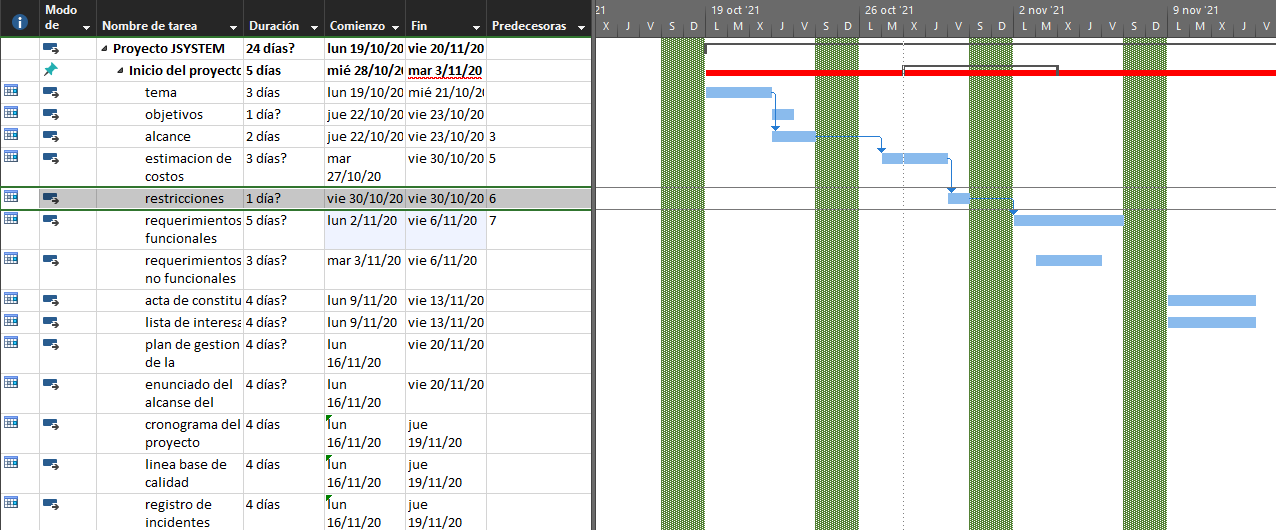 Modo de
Nombre de tarea
Duración
Comienzo
Fin
Predecesoras
Proyecto JSYSTEM 24 días? lun 19/10/20 vie 20/11/20
Inicio del proyecto 5 días mié 28/10/ mar 3/11/20
tema 3 días lun 19/10/20 mié 21/10/
objetivos 1 día? jue 22/10/20 vie 23/10/20
alcance 2 días jue 22/10/20 vie 23/10/20 3
estimacion de costos 3 días? mar 27/10/20 vie 30/10/20 5
restricciones 1 día? vie 30/10/20 vie 30/10/20 6
requerimientos funcionales 5 días? lun 2/11/20 vie 6/11/20 7
requerimientos no funcionales 3 días? mar 3/11/20 vie 6/11/20
acta de constitu 4 días? lun 9/11/20 vie 13/11/20
lista de interesa 4 días? lun 9/11/20 vie 13/11/20
plan de gestion de la 4 días? lun 16/11/20 vie 20/11/20
enunciado del alcanse del 4 días? lun 16/11/20 vie 20/11/20
cronograma del proyecto 4 días lun 16/11/20 jue 19/11/20
linea base de calidad 4 días lun 16/11/20 jue 19/11/20
registro de incidentes 4 días lun 16/11/20 jue 19/11/20
21 19 oct '21 26 oct '21 2 nov '21 9 nov '21
X J V S D L M X J V S D L M X J V S D L M X J V S D L M X J V